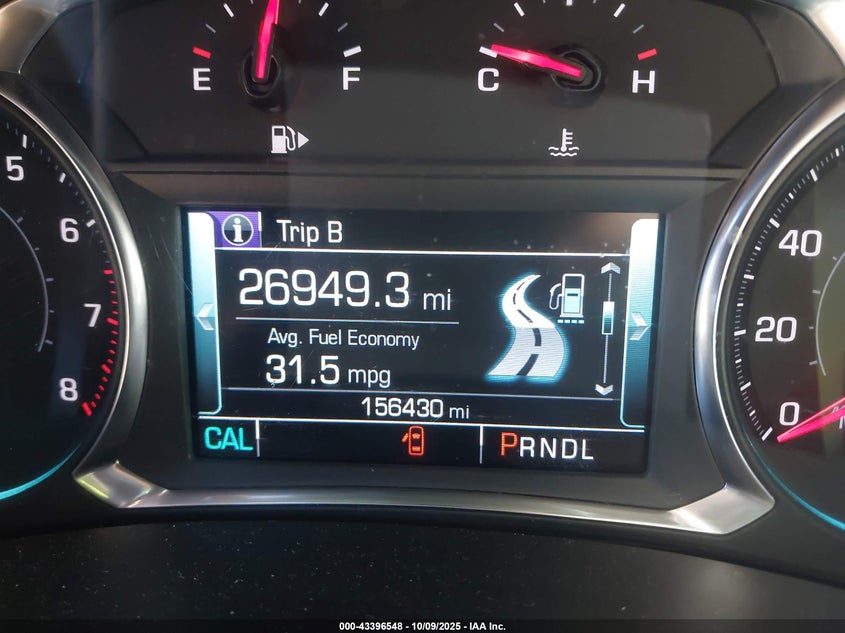 E F
C H
5
6
7
8
40
20
0
i Trip B
26949.3 mi
Avg. Fuel Economy
31.5 mpg
156430 mi
CAL
PRNDL
000-43396548 - 10/09/2025 - IAA Inc.